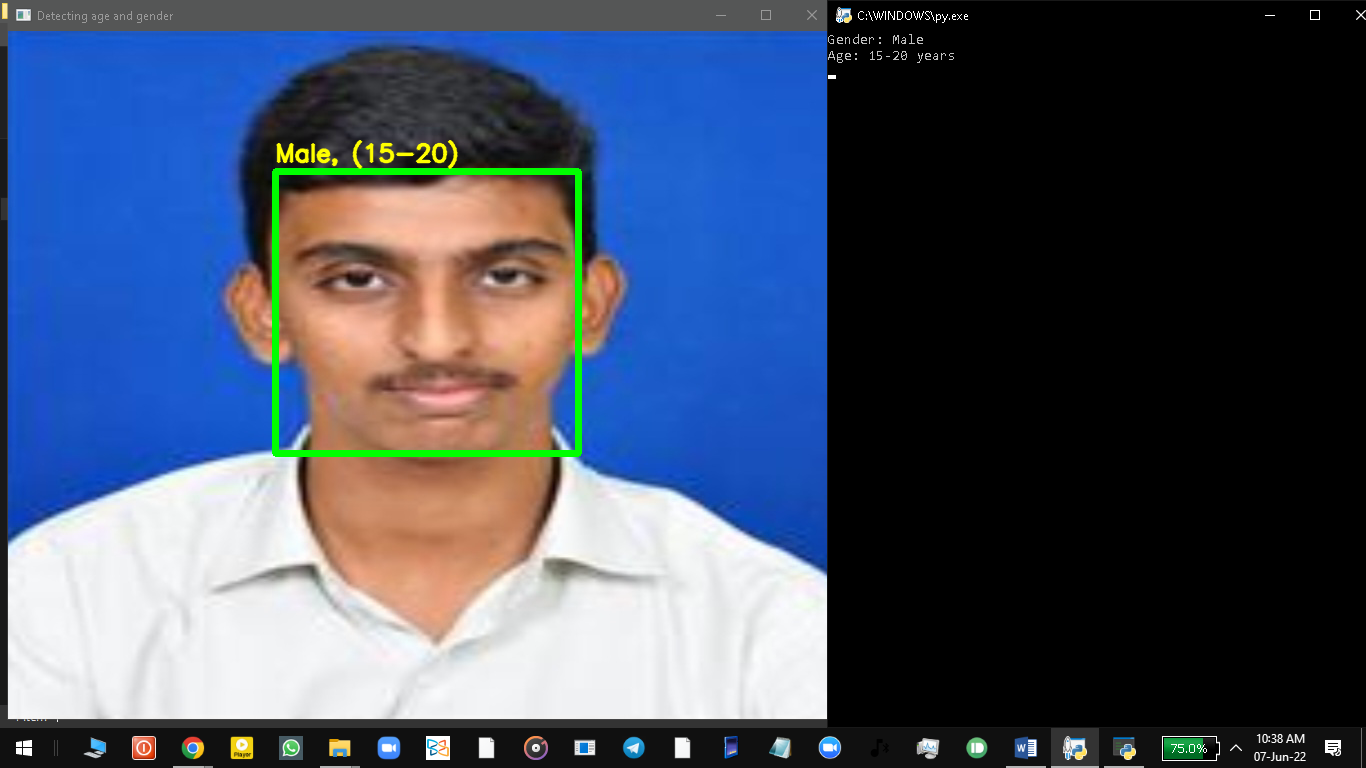 Detecting age and gender
Male, (15-20)
C:\WINDOWS\py.exe
Gender: Male
Age: 15-20 years
Player
75.0%
10:38 AM
07-Jun-22